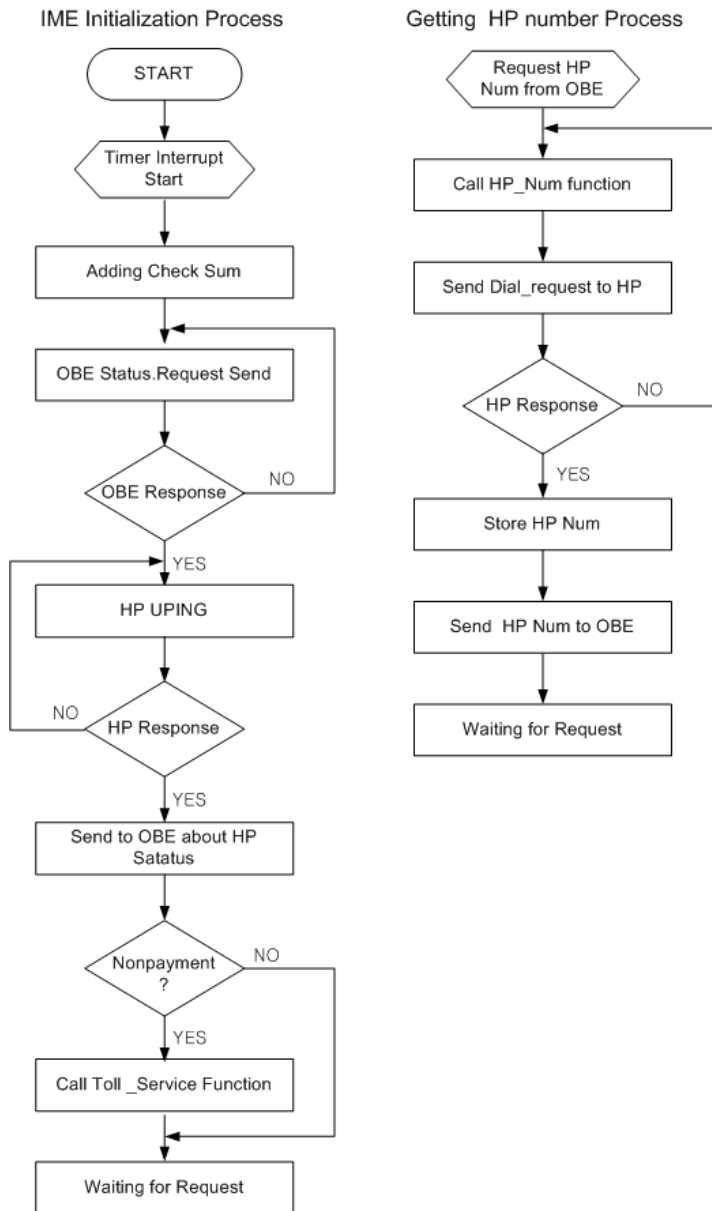 IME Initialization Process
START
Timer Interrupt
Start
Adding Check Sum
OBE Status.Request Send
OBE Response
NO
YES
HP UPING
HP Response
NO
YES
Send to OBE about HP
Satatus
Nonpayment
?
NO
YES
Call Toll _Service Function
Waiting for Request
Getting HP number Process
Request HP
Num from OBE
Call HP_Num function
Send Dial_request to HP
HP Response
NO
YES
Store HP Num
Send HP Num to OBE
Waiting for Request